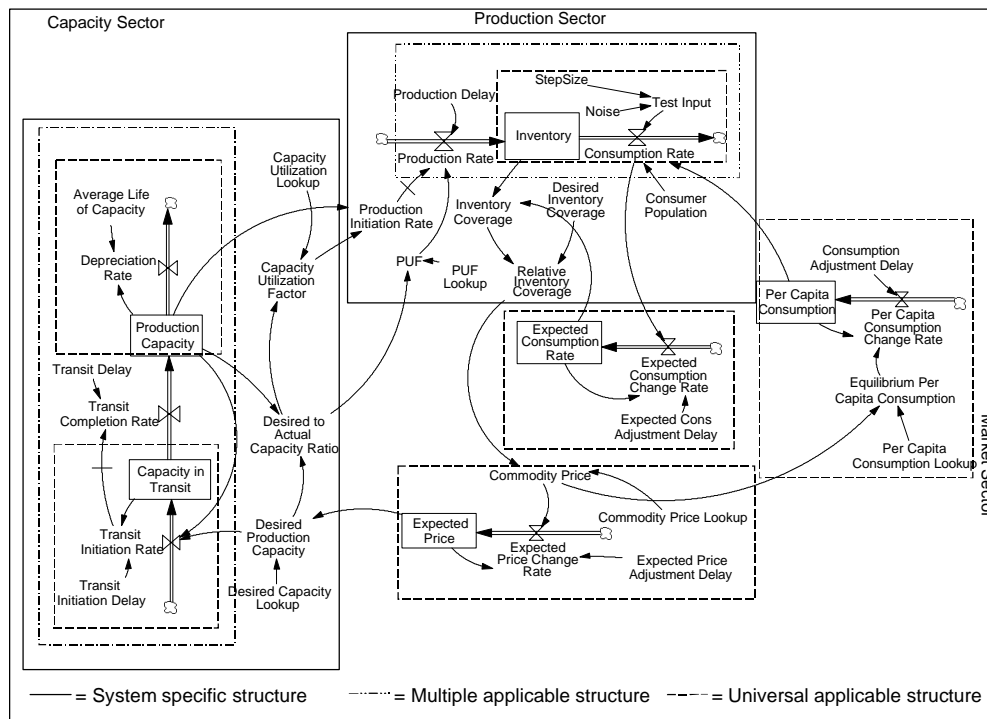 Capacity Sector
Production Sector
StepSize
Production Delay
Noise
Test Input
Inventory
Production Rate
Consumption Rate
Capacity
Utilization
Lookup
Average Life
of Capacity
Depreciation
Rate
Production
Initiation Rate
Inventory
Coverage
Desired
Inventory
Coverage
Consumer
Population
Capacity
Utilization
Factor
PUF
PUF
Lookup
Relative
Inventory
Coverage
Consumption
Adjustment Delay
Per Capita
Consumption
Per Capita
Consumption
Change Rate
Production
Capacity
Expected
Consumption
Rate
Expected
Consumption
Change Rate
Equilibrium Per
Capita Consumption
Transit Delay
Transit
Completion Rate
Desired to
Actual
Capacity Ratio
Expected Cons
Adjustment Delay
Per Capita
Consumption Lookup
Market Sector
Capacity in
Transit
Commodity Price
Commodity Price
Lookup
Transit
Initiation Rate
Desired
Production
Capacity
Expected
Price
Expected
Price Change
Rate
Expected Price
Adjustment Delay
Transit
Initiation Delay
Desired Capacity
Lookup
= System specific structure
= Multiple applicable structure
= Universal applicable structure